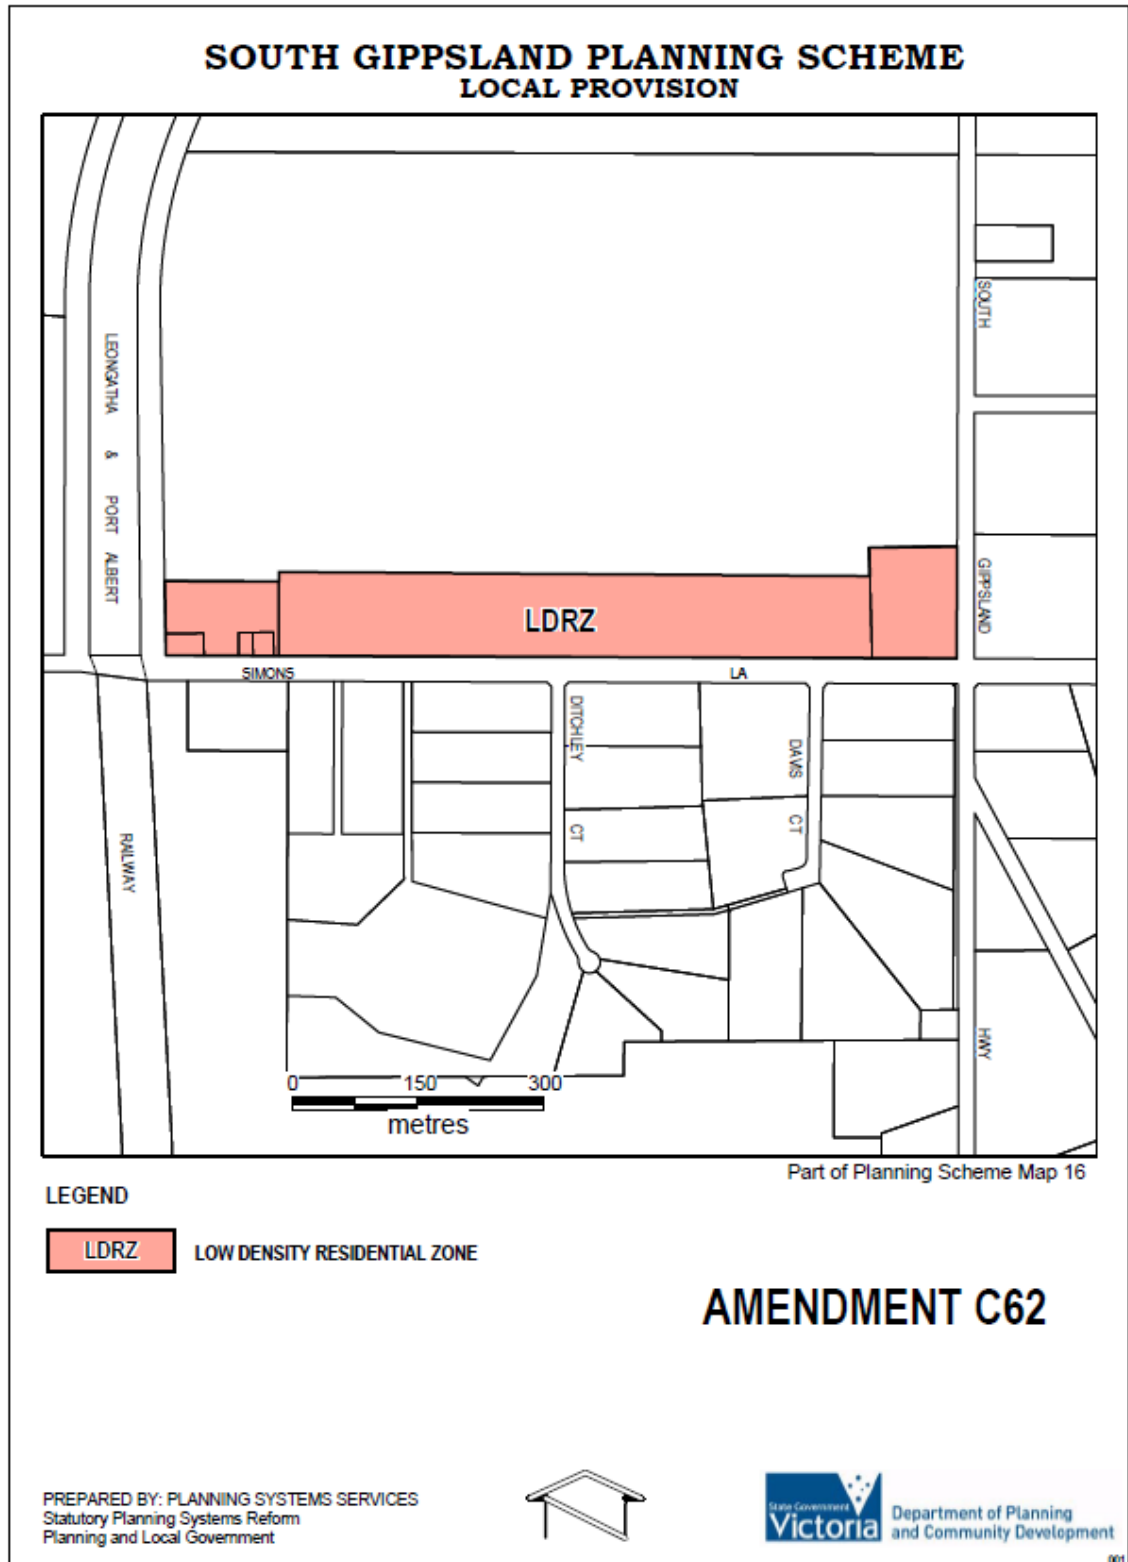 SOUTH GIPPSLAND PLANNING SCHEME
LOCAL PROVISION
SOUTH
LEONGATHA & PORT ALBERT
GIPPSLAND
LDRZ
SIMONS LA
DITCHLEY CT
DAVIS CT
RAILWAY
HWY
0 150 300
metres
Part of Planning Scheme Map 16
LEGEND
LDRZ LOW DENSITY RESIDENTIAL ZONE
AMENDMENT C62
PREPARED BY: PLANNING SYSTEMS SERVICES
Statutory Planning Systems Reform
Planning and Local Government
State Government
Victoria
Department of Planning
and Community Development
001